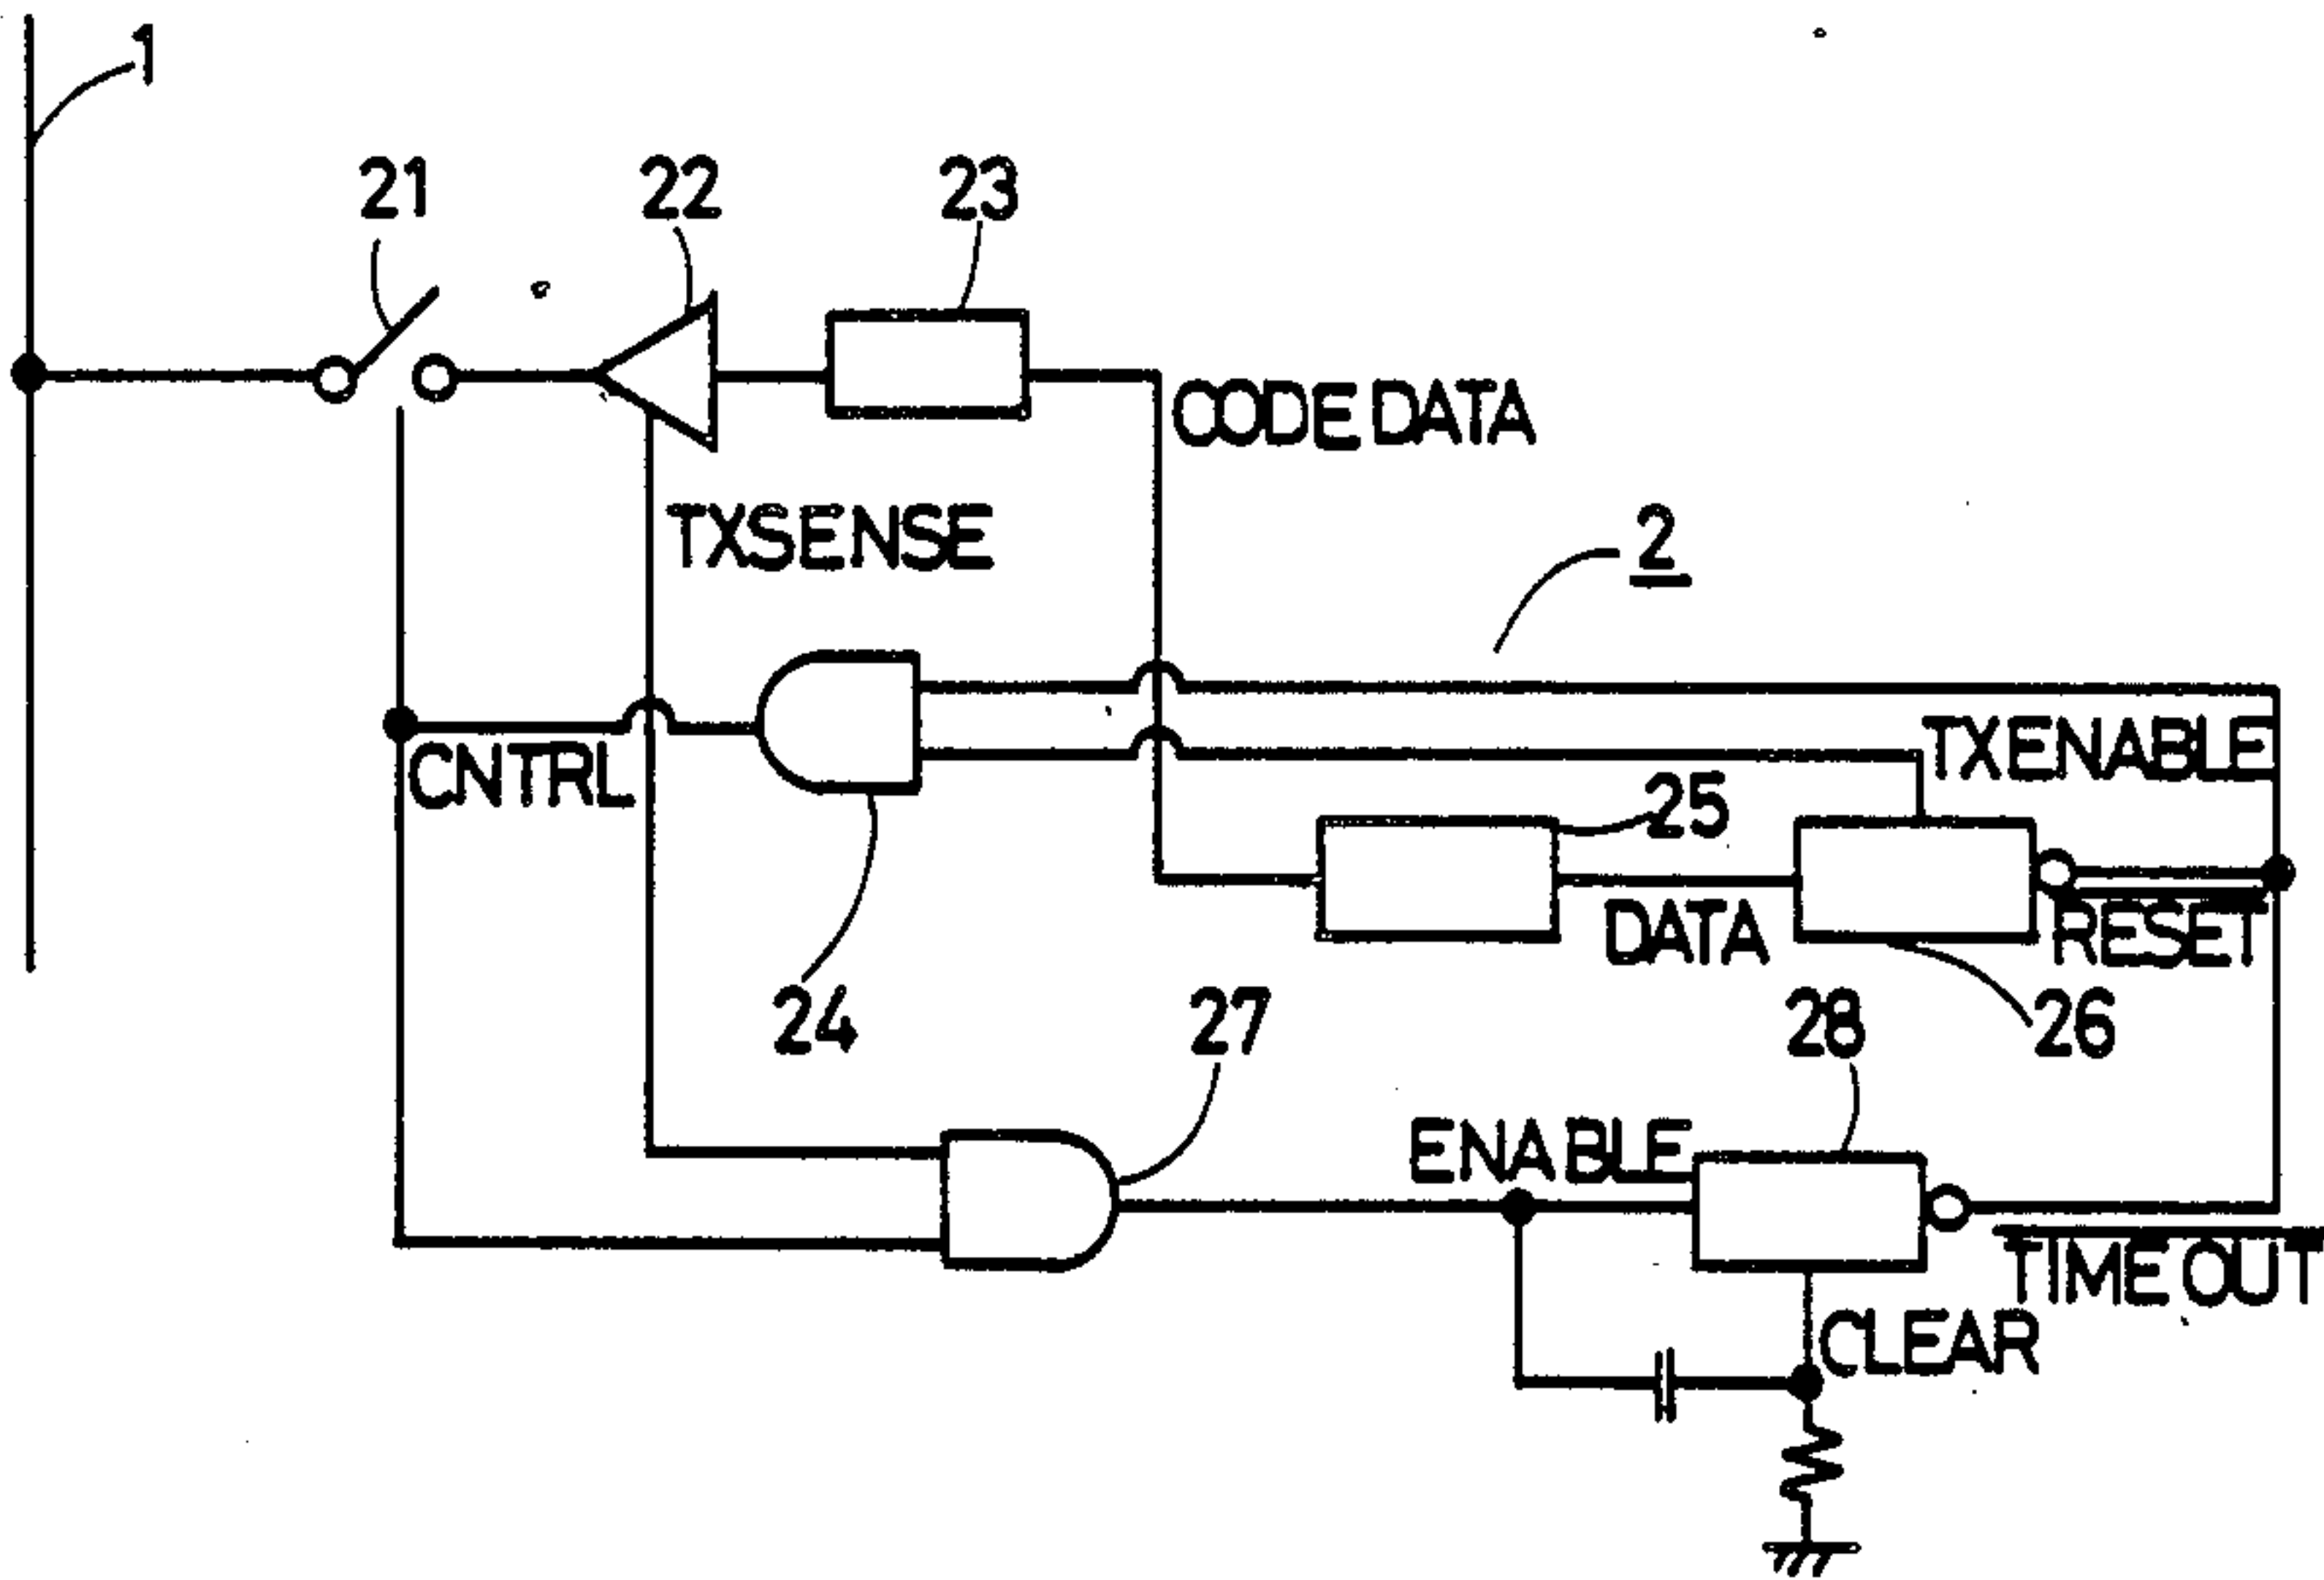 1
21
22
23
CODE DATA
TXSENSE
2
TXENABLE
CNTRL
25
DATA
RESET
24
27
28
26
ENABLE
TIME OUT
CLEAR